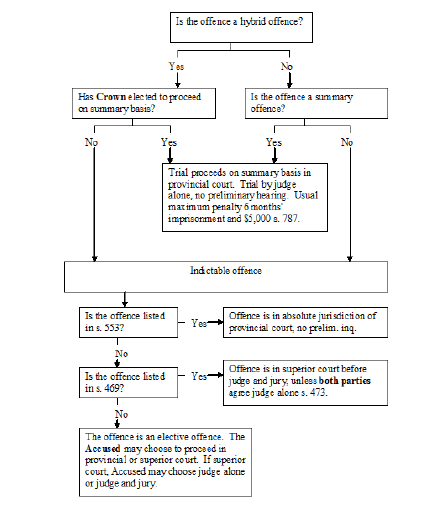 Is the offence a hybrid offence?
Yes
No
Has Crown elected to proceed
on summary basis?
Is the offence a summary
offence?
No
Yes
Yes
No
Trial proceeds on summary basis in
provincial court. Trial by judge
alone, no preliminary hearing. Usual
maximum penalty 6 months'
imprisonment and $5,000 s. 787.
Indictable offence
Is the offence listed
in s. 553?
Yes
Offence is in absolute jurisdiction of
provincial court, no prelim. inq.
No
Is the offence listed
in s. 469?
Yes
Offence is in superior court before
judge and jury, unless both parties
agree judge alone s. 473.
No
The offence is an elective offence. The
Accused may choose to proceed in
provincial or superior court. If superior
court, Accused may choose judge alone
or judge and jury.